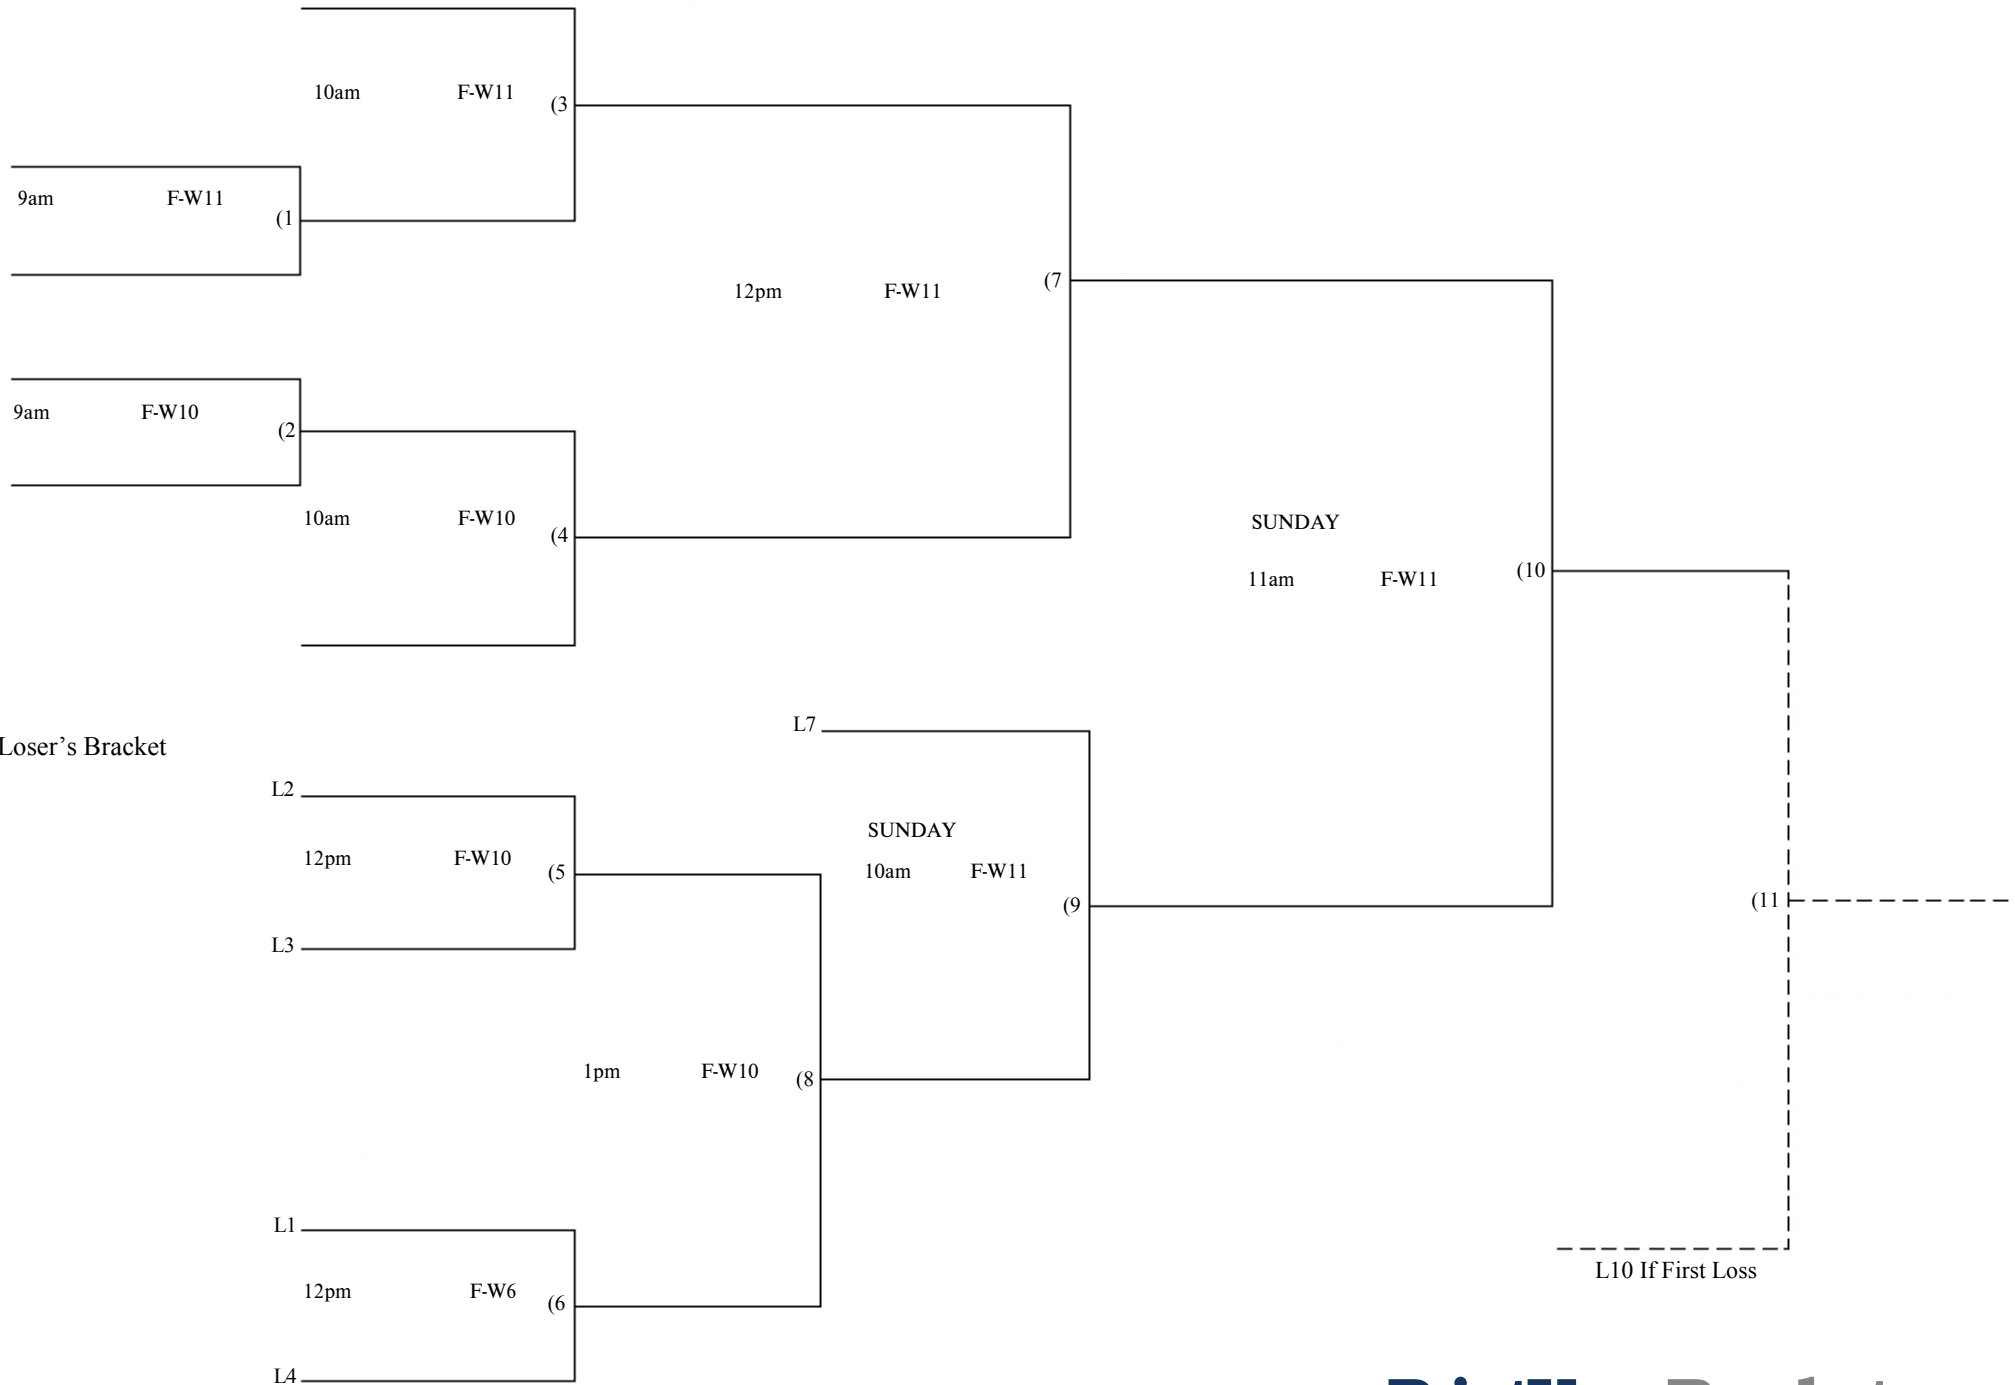 10am F-W11 (3
9am F-W11 (1
12pm F-W11 (7
9am F-W10 (2
10am F-W10 (4
SUNDAY
11am F-W11 (10
L7
Loser's Bracket
L2
SUNDAY
12pm F-W10 (5
10am F-W11 (9
(11
L3
1pm F-W10 (8
L1
L10 If First Loss
12pm F-W6 (6
L4